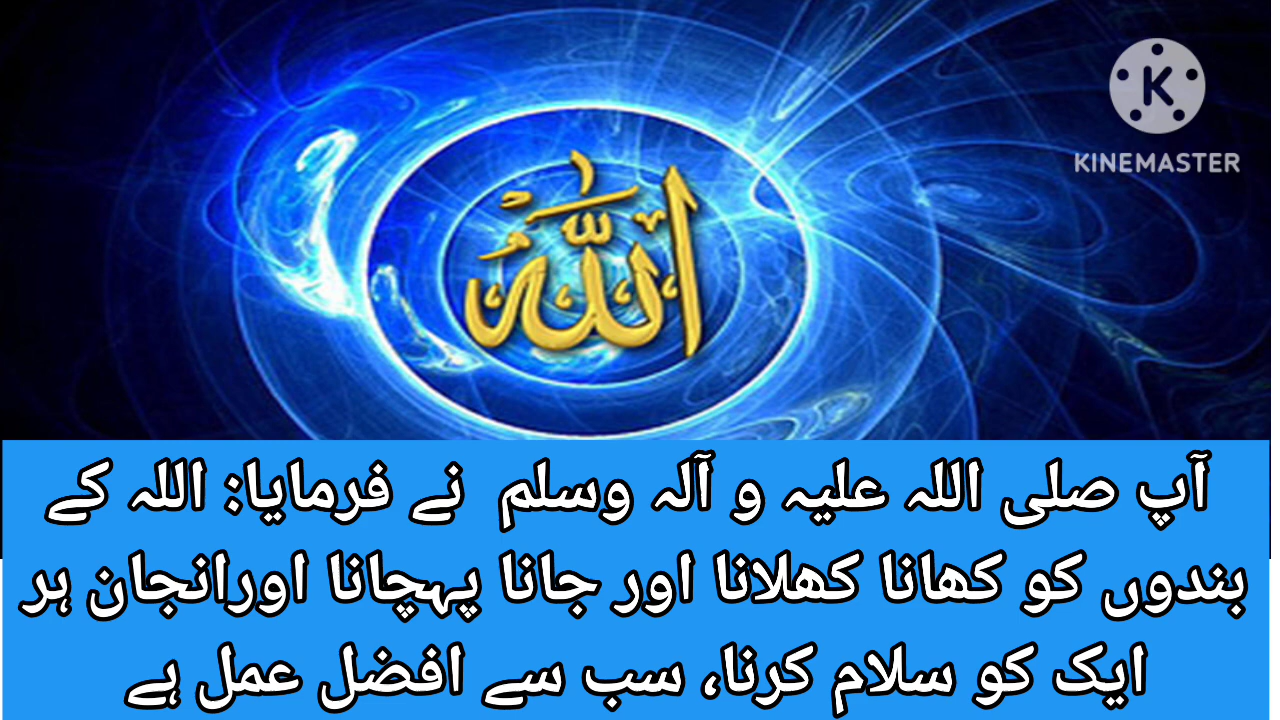 K
KINEMASTER
الله
آپ صلی اللہ علیہ و آلہ وسلم نے فرمایا: اللہ کے
بندوں کو کھانا کھلانا اور جانا پہچانا اورانجان ہر
ایک کو سلام کرنا، سب سے افضل عمل ہے